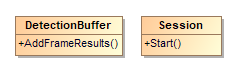 DetectionBuffer
+AddFrameResults()
Session
+Start()